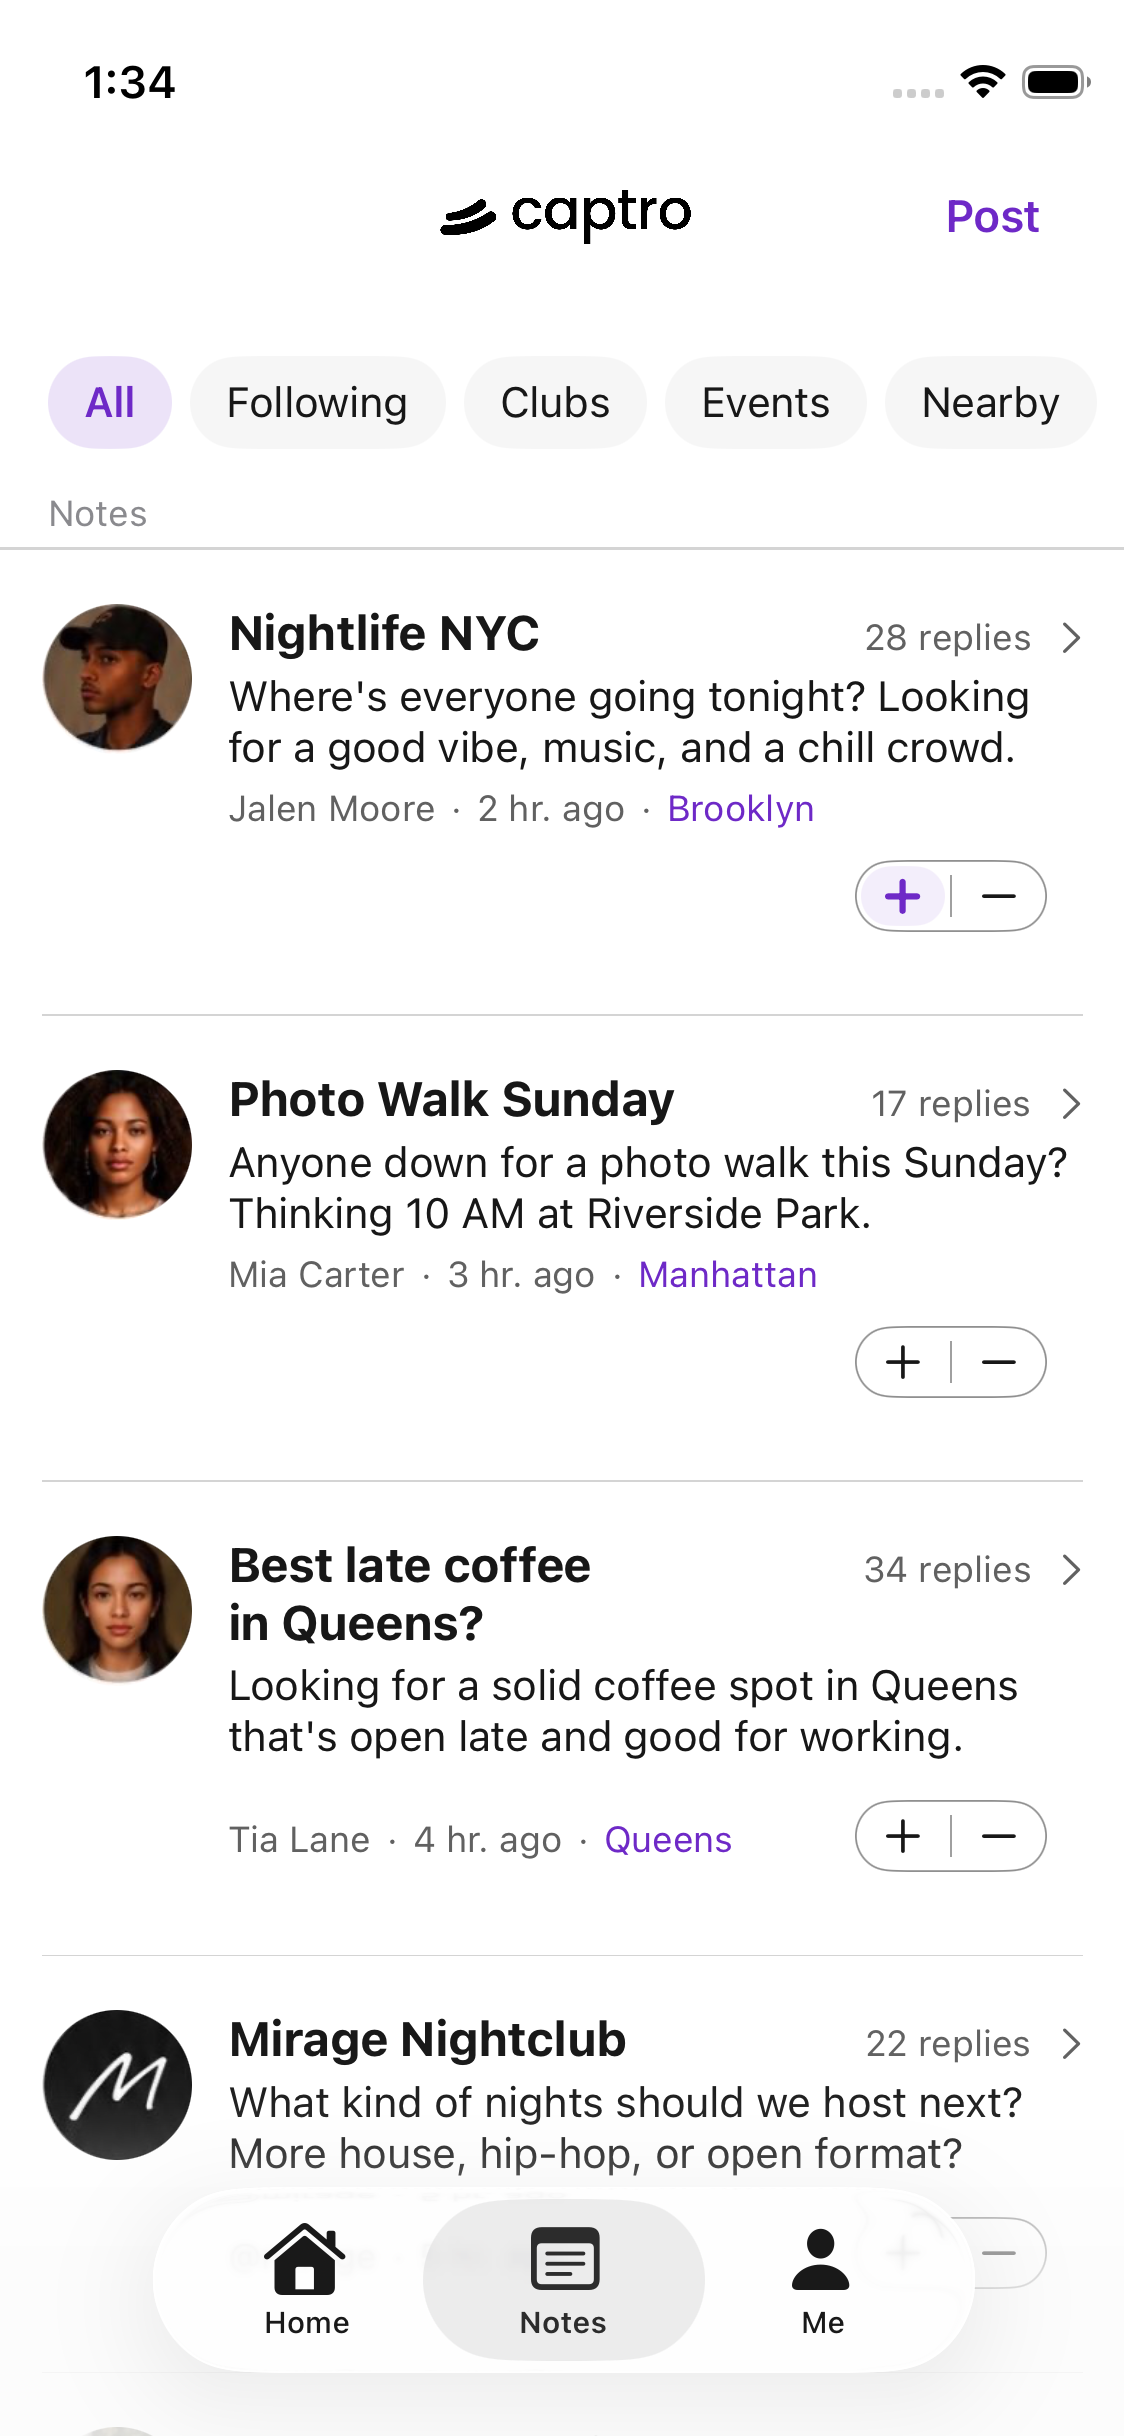 1:34
captro
Post
All
Following
Clubs
Events
Nearby
Notes
Nightlife NYC
28 replies
Where's everyone going tonight? Looking
for a good vibe, music, and a chill crowd.
Jalen Moore · 2 hr. ago · Brooklyn
Photo Walk Sunday
17 replies
Anyone down for a photo walk this Sunday?
Thinking 10 AM at Riverside Park.
Mia Carter · 3 hr. ago · Manhattan
Best late coffee
in Queens?
34 replies
Looking for a solid coffee spot in Queens
that's open late and good for working.
Tia Lane · 4 hr. ago · Queens
M
Mirage Nightclub
22 replies
What kind of nights should we host next?
More house, hip-hop, or open format?
Home
Notes
Me